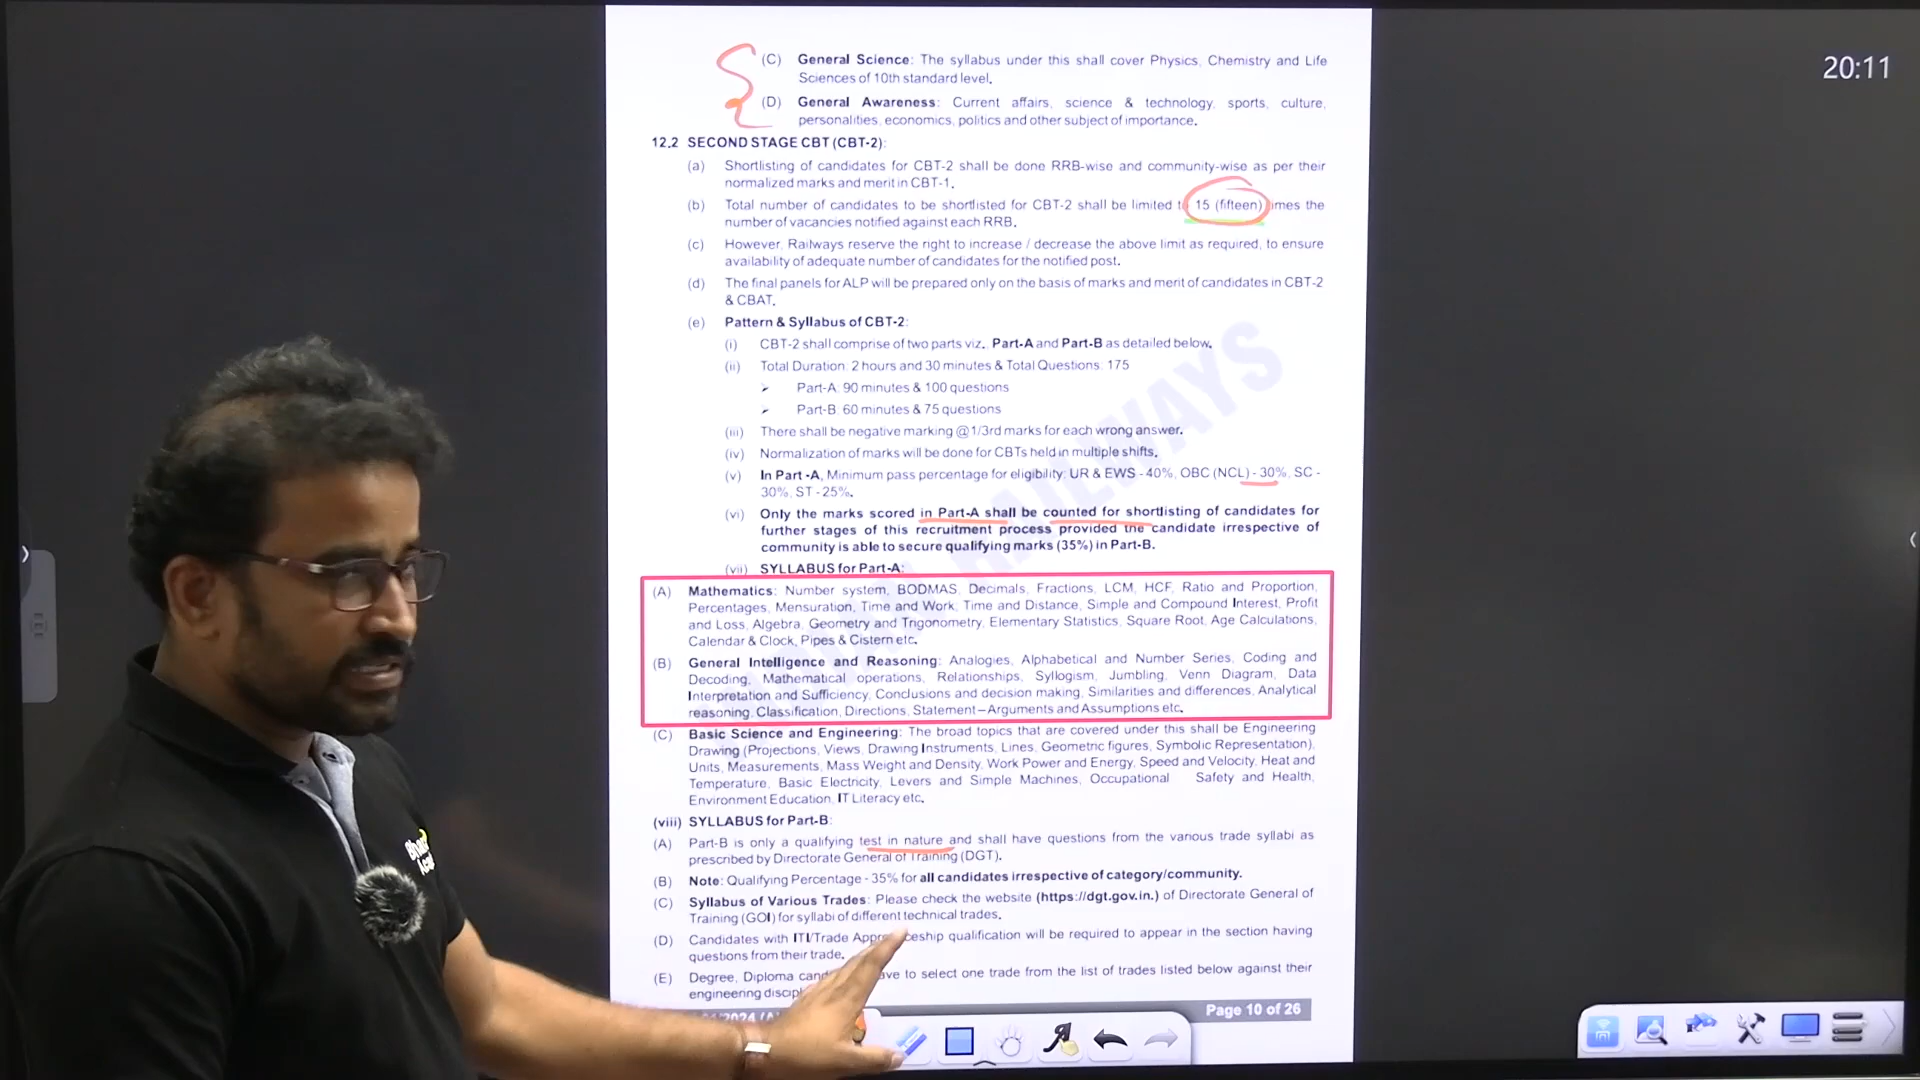 20:11
(C) General Science: The syllabus under this shall cover Physics, Chemistry and Life
Sciences of 10th standard level.
(D) General Awareness: Current affairs, science & technology, sports, culture,
personalities, economics, politics and other subject of importance.
12.2 SECOND STAGE CBT (CBT-2):
(a) Shortlisting of candidates for CBT-2 shall be done RRB-wise and community-wise as per their
normalized marks and merit in CBT-1.
(b) Total number of candidates to be shortlisted for CBT-2 shall be limited 15 (fifteen) times the
number of vacancies notified against each RRB.
(c) However, Railways reserve the right to increase / decrease the above limit as required, to ensure
availability of adequate number of candidates for the notified post.
(d) The final panels for ALP will be prepared only on the basis of marks and merit of candidates in CBT-2
& CBAT.
(e) Pattern & Syllabus of CBT-2:
(i) CBT-2 shall comprise of two parts viz., Part-A and Part-B as detailed below.
(ii) Total Duration: 2 hours and 30 minutes & Total Questions: 175
➢ Part-A: 90 minutes & 100 questions
➢ Part-B: 60 minutes & 75 questions
(iii) There shall be negative marking @1/3rd marks for each wrong answer.
(iv) Normalization of marks will be done for CBTs held in multiple shifts.
(v) In Part -A, Minimum pass percentage for eligibility: UR & EWS - 40%, OBC (NCL) - 30%, SC -
30%, ST - 25%.
(vi) Only the marks scored in Part-A shall be counted for shortlisting of candidates for
further stages of this recruitment process provided the candidate irrespective of
community is able to secure qualifying marks (35%) in Part-B.
(vii) SYLLABUS for Part-A:
(A) Mathematics: Number system, BODMAS, Decimals, Fractions, LCM, HCF, Ratio and Proportion,
Percentages, Mensuration, Time and Work, Time and Distance, Simple and Compound Interest, Profit
and Loss, Algebra, Geometry and Trigonometry, Elementary Statistics, Square Root, Age Calculations,
Calendar & Clock, Pipes & Cistern etc.
(B) General Intelligence and Reasoning: Analogies, Alphabetical and Number Series, Coding and
Decoding, Mathematical operations, Relationships, Syllogism, Jumbling, Venn Diagram, Data
Interpretation and Sufficiency, Conclusions and decision making, Similarities and differences, Analytical
reasoning, Classification, Directions, Statement–Arguments and Assumptions etc.
(C) Basic Science and Engineering: The broad topics that are covered under this shall be Engineering
Drawing (Projections, Views, Drawing Instruments, Lines, Geometric figures, Symbolic Representation),
Units, Measurements, Mass Weight and Density, Work Power and Energy, Speed and Velocity, Heat and
Temperature, Basic Electricity, Levers and Simple Machines, Occupational Safety and Health,
Environment Education, IT Literacy etc.
(viii) SYLLABUS for Part-B:
(A) Part-B is only a qualifying test in nature and shall have questions from the various trade syllabi as
prescribed by Directorate General of Training (DGT).
(B) Note: Qualifying Percentage - 35% for all candidates irrespective of category/community.
(C) Syllabus of Various Trades: Please check the website (https://dgt.gov.in.) of Directorate General of
Training (GOI) for syllabi of different technical trades.
(D) Candidates with ITI/Trade qualification will be required to appear in the section having
questions from their trade.
(E) Degree, Diploma to select one trade from the list of trades listed below against their
engineering
Page 10 of 26
RAILWAYS